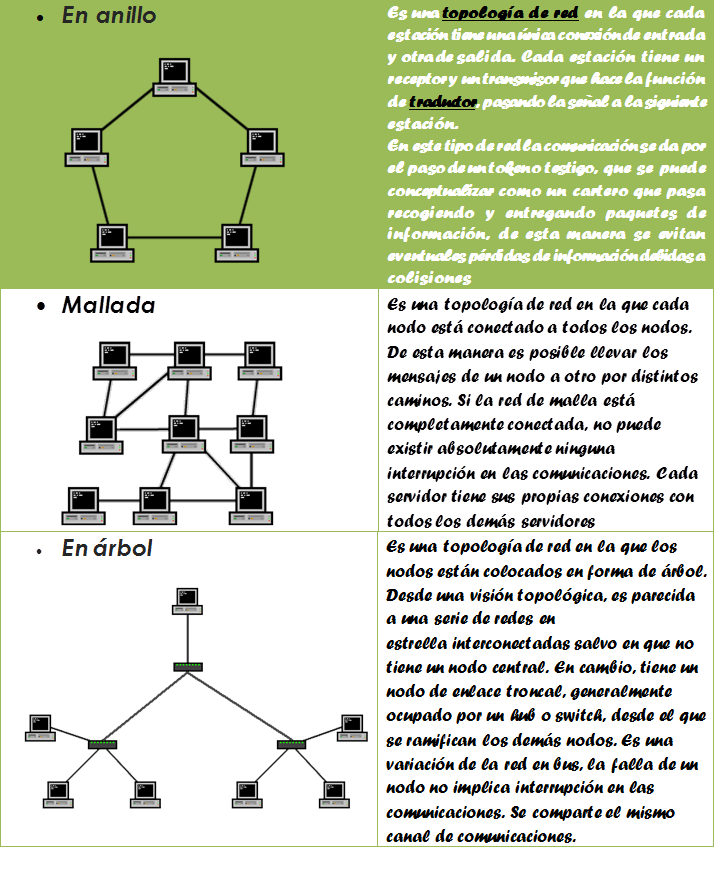 • En anillo
Es una topología de red en la que cada
estación tiene una única conexión de entrada
y otra de salida. Cada estación tiene un
receptor y un transmisor que hace la función
de traductor, pasando la señal a la siguiente
estación.
En este tipo de red la comunicación se da por
el paso de un token o testigo, que se puede
conceptualizar como un cartero que pasa
recogiendo y entregando paquetes de
información, de esta manera se evitan
eventuales pérdidas de información debidas a
colisiones
• Mallada
Es una topología de red en la que cada
nodo está conectado a todos los nodos.
De esta manera es posible llevar los
mensajes de un nodo a otro por distintos
caminos. Si la red de malla está
completamente conectada, no puede
existir absolutamente ninguna
interrupción en las comunicaciones. Cada
servidor tiene sus propias conexiones con
todos los demás servidores
• En árbol
Es una topología de red en la que los
nodos están colocados en forma de árbol.
Desde una visión topológica, es parecida
a una serie de redes en
estrella interconectadas salvo en que no
tiene un nodo central. En cambio, tiene un
nodo de enlace troncal, generalmente
ocupado por un hub o switch, desde el que
se ramifican los demás nodos. Es una
variación de la red en bus, la falla de un
nodo no implica interrupción en las
comunicaciones. Se comparte el mismo
canal de comunicaciones.